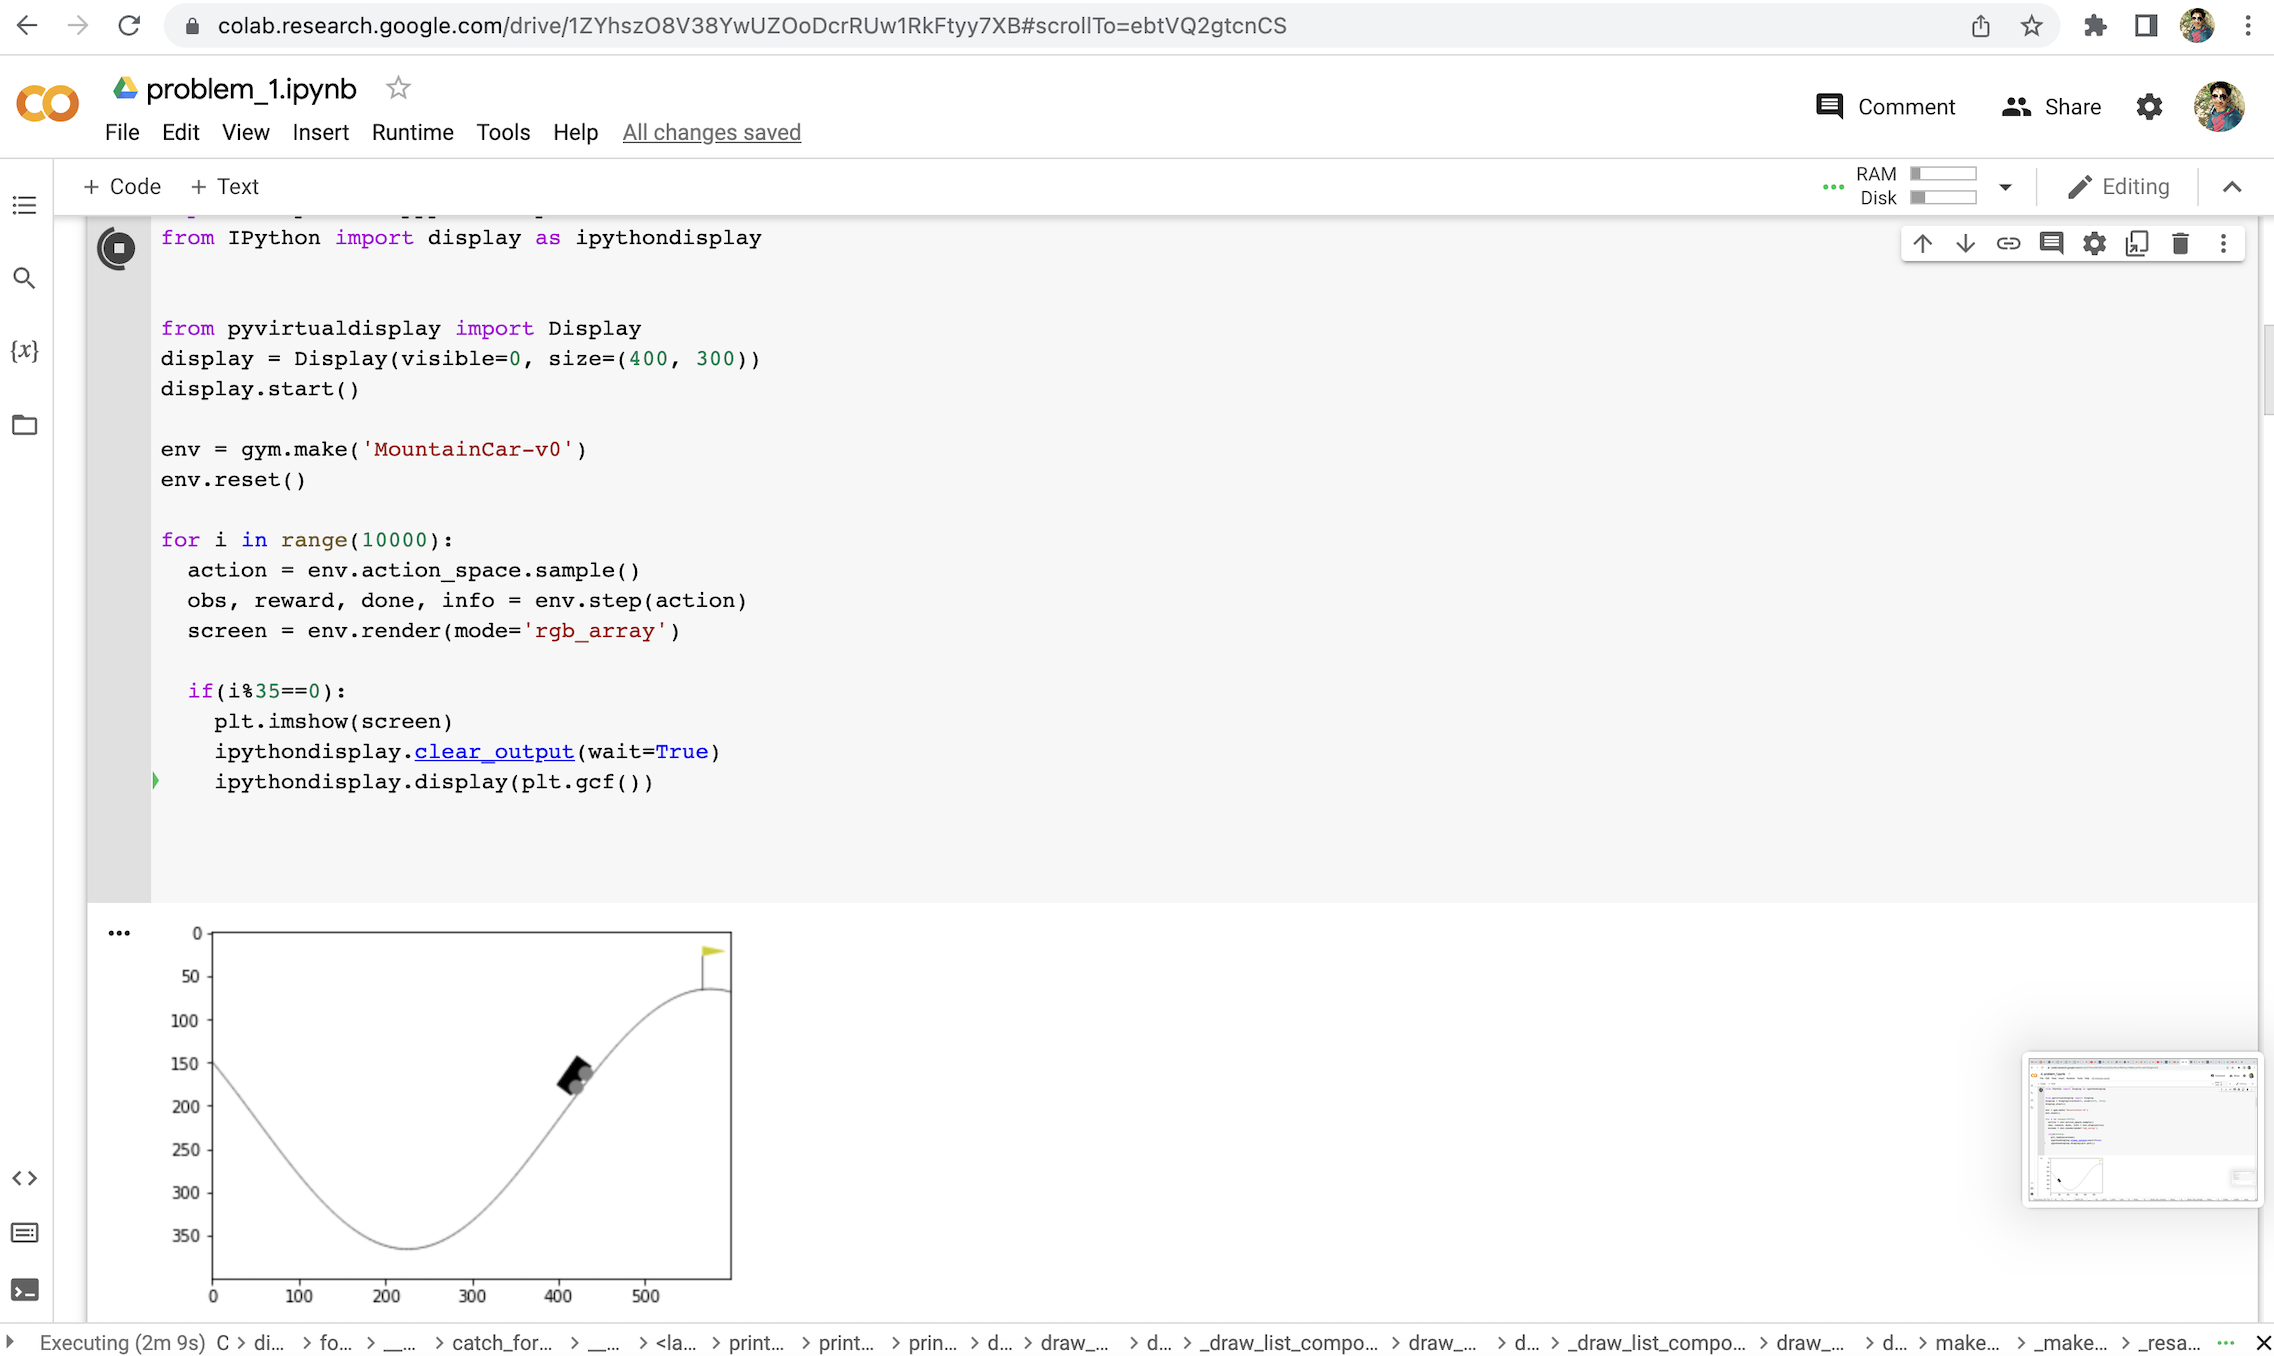 colab.research.google.com/drive/1ZYhszO8V38YwUZOoDcrRUw1RkFtyy7XB#scrollTo=ebtVQ2gtcnCS
problem_1.ipynb
File Edit View Insert Runtime Tools Help All changes saved
Comment Share
+ Code + Text
RAM
Disk
Editing
{x}
from IPython import display as ipythondisplay
from pyvirtualdisplay import Display
display = Display(visible=0, size=(400, 300))
display.start()
env = gym.make('MountainCar-v0')
env.reset()
for i in range(10000):
action = env.action_space.sample()
obs, reward, done, info = env.step(action)
screen = env.render(mode='rgb_array')
if(i%35==0):
plt.imshow(screen)
ipythondisplay.clear_output(wait=True)
ipythondisplay.display(plt.gcf())
0
50
100
150
200
250
300
350
0 100 200 300 400 500
Executing (2m 9s) C > di... > fo... > __... > catch_for... > __... > <la... > print... > print... > prin... > d... > draw_... > d... > _draw_list_compo... > draw_... > d... > _draw_list_compo... > draw_... > d... > make... > _make... > _resa...